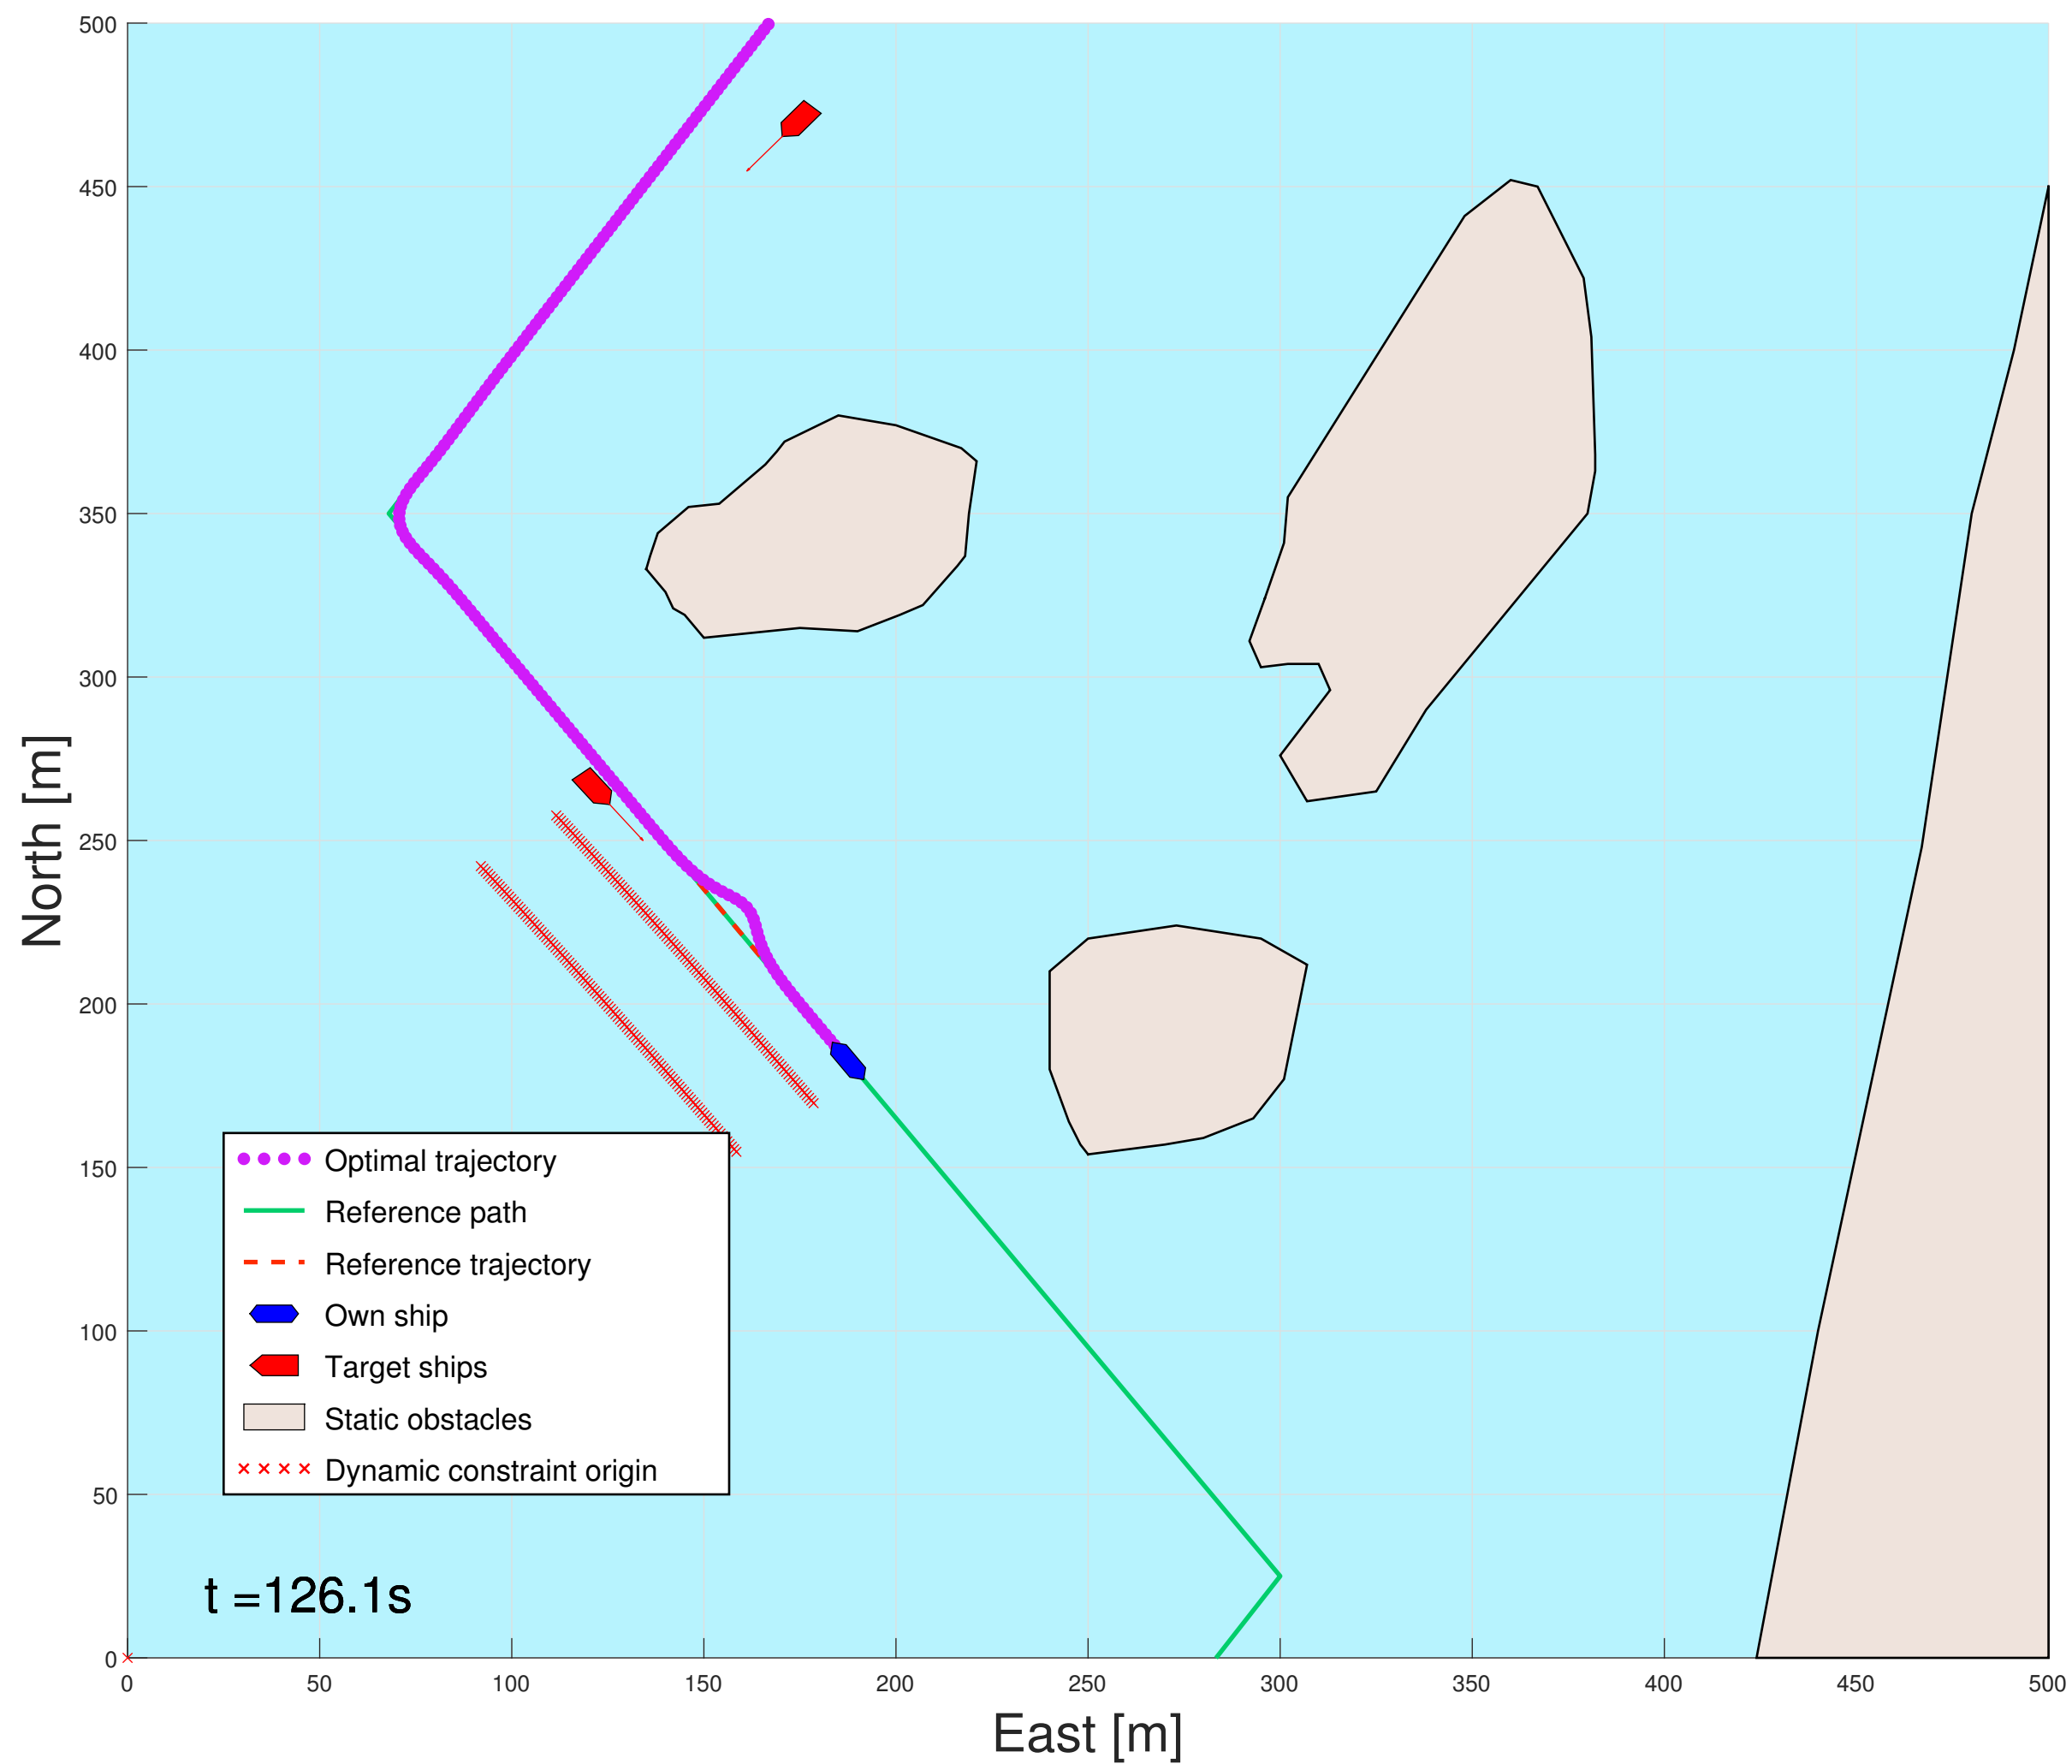 500
450
400
350
300
250
200
150
100
50
0
North [m]
Optimal trajectory
Reference path
Reference trajectory
Own ship
Target ships
Static obstacles
Dynamic constraint origin
t =126.1s
0 50 100 150 200 250 300 350 400 450 500
East [m]